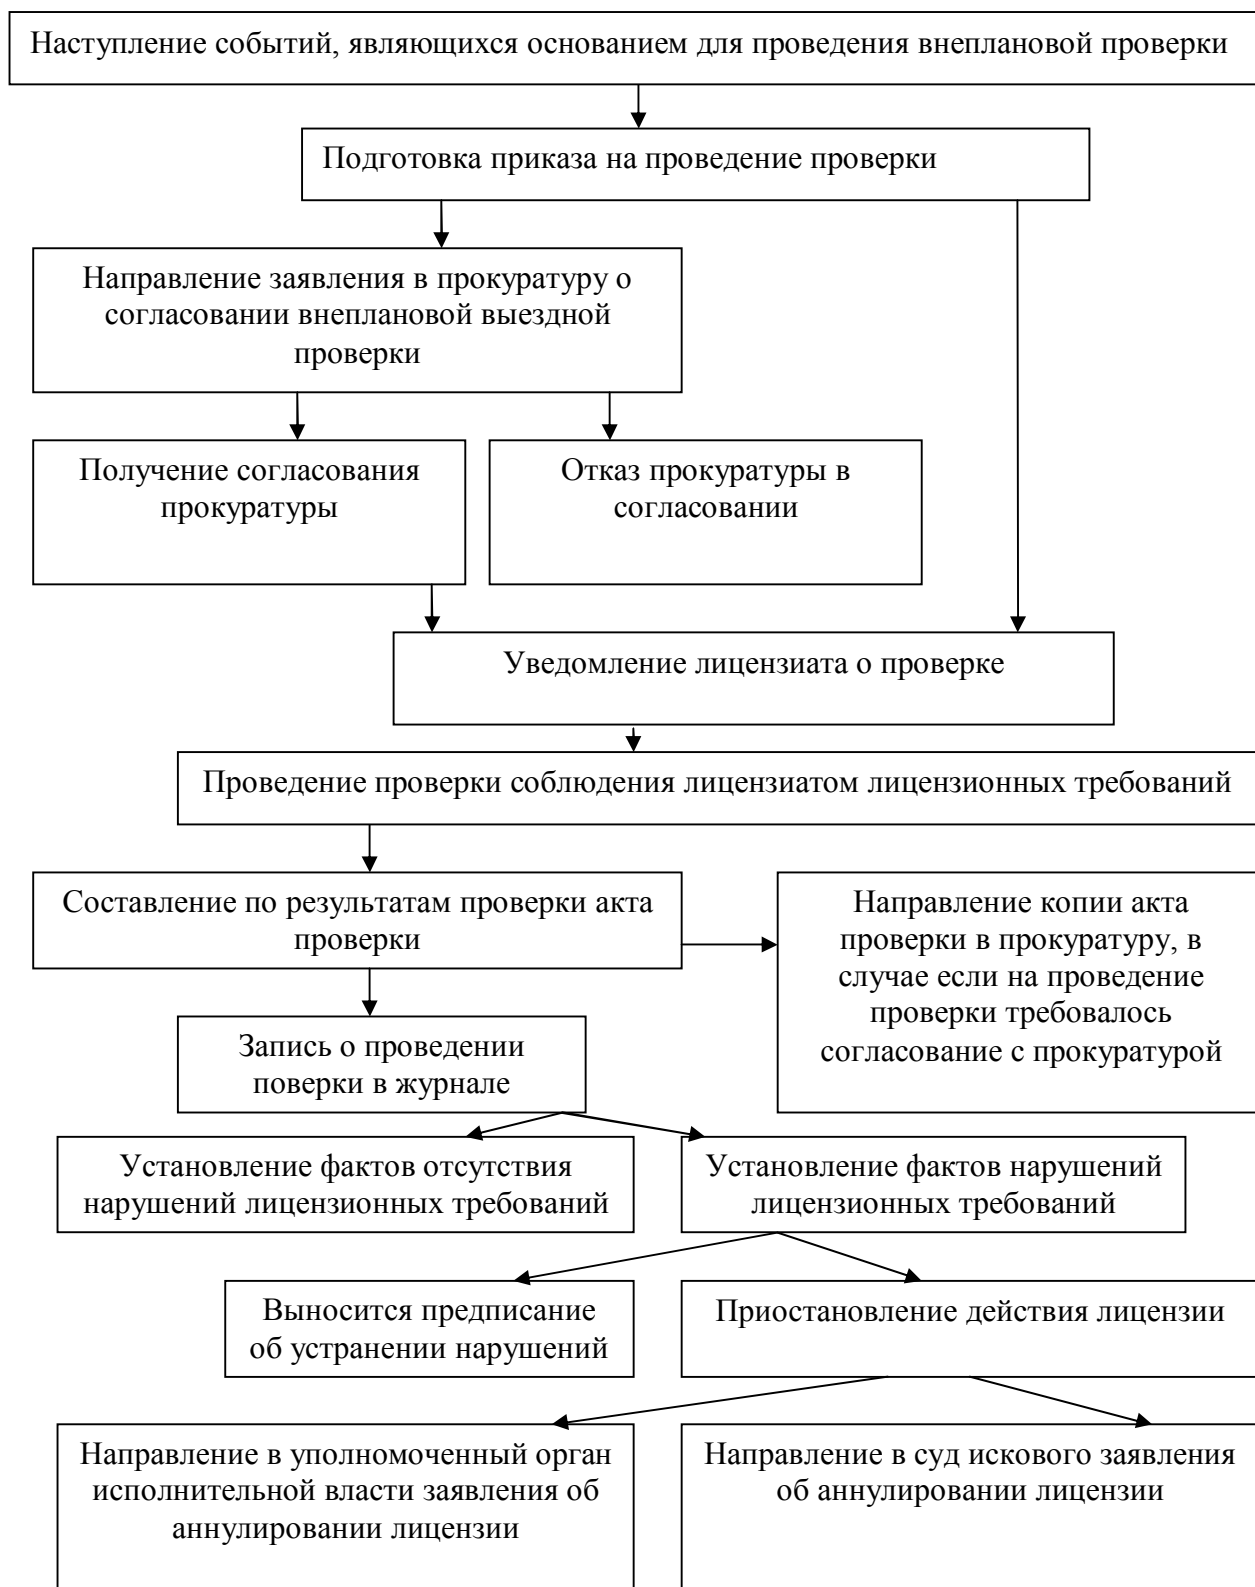 Наступление событий, являющихся основанием для проведения внеплановой проверки
Подготовка приказа на проведение проверки
Направление заявления в прокуратуру о
согласовании внеплановой выездной
проверки
Получение согласования
прокуратуры
Отказ прокуратуры в
согласовании
Уведомление лицензиата о проверке
Проведение проверки соблюдения лицензиатом лицензионных требований
Составление по результатам проверки акта
проверки
Направление копии акта
проверки в прокуратуру, в
случае если на проведение
проверки требовалось
согласование с прокуратурой
Запись о проведении
поверки в журнале
Установление фактов отсутствия
нарушений лицензионных требований
Установление фактов нарушений
лицензионных требований
Выносится предписание
об устранении нарушений
Приостановление действия лицензии
Направление в уполномоченный орган
исполнительной власти заявления об
аннулировании лицензии
Направление в суд искового заявления
об аннулировании лицензии